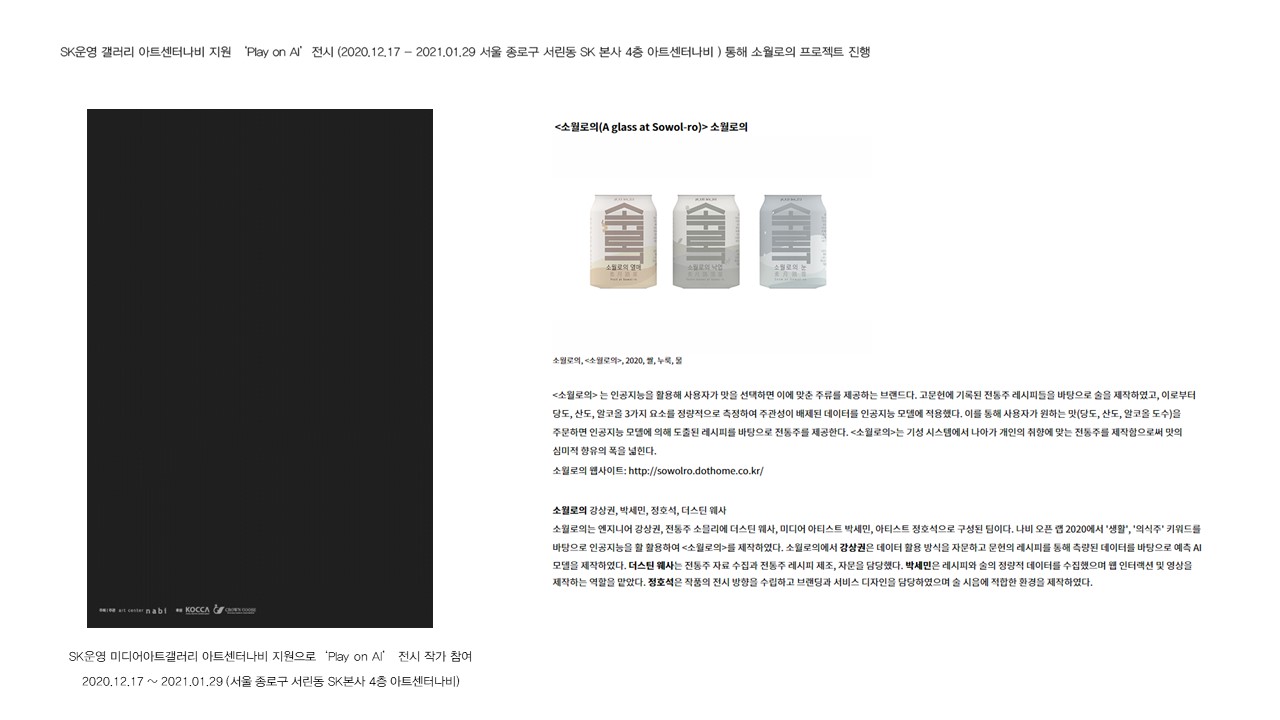 SK운영 갤러리 아트센터나비 지원 ‘Play on AI’ 전시 (2020.12.17 - 2021.01.29 서울 종로구 서린동 SK 본사 4층 아트센터나비 ) 통해 소월로의 프로젝트 진행
<소월로의(A glass at Sowol-ro)> 소월로의
소월로의 열매
소월로의 낙엽
소월로의 눈
소월로의, <소월로의>, 2020, 쌀, 누룩, 물
<소월로의> 는 인공지능을 활용해 사용자가 맛을 선택하면 이에 맞춘 주류를 제공하는 브랜드다. 고문헌에 기록된 전통주 레시피들을 바탕으로 술을 제작하였고, 이로부터
당도, 산도, 알코올 3가지 요소를 정량적으로 측정하여 주관성이 배제된 데이터를 인공지능 모델에 적용했다. 이를 통해 사용자가 원하는 맛(당도, 산도, 알코올 도수)을
주문하면 인공지능 모델에 의해 도출된 레시피를 바탕으로 전통주를 제공한다. <소월로의>는 기성 시스템에서 나아가 개인의 취향에 맞는 전통주를 제작함으로써 맛의
심미적 향유의 폭을 넓힌다.
소월로의 웹사이트: http://sowolro.dothome.co.kr/
소월로의 강상권, 박세민, 정호석, 더스틴 웨사
소월로의는 엔지니어 강상권, 전통주 소믈리에 더스틴 웨사, 미디어 아티스트 박세민, 아티스트 정호석으로 구성된 팀이다. 나비 오픈 랩 2020에서 '생활', '의식주' 키워드를
바탕으로 인공지능을 활 활용하여 <소월로의>를 제작하였다. 소월로의에서 강상권은 데이터 활용 방식을 자문하고 문헌의 레시피를 통해 측량된 데이터를 바탕으로 예측 AI
모델을 제작하였다. 더스틴 웨사는 전통주 자료 수집과 전통주 레시피 제조, 자문을 담당했다. 박세민은 레시피와 술의 정량적 데이터를 수집했으며 웹 인터랙션 및 영상을
제작하는 역할을 맡았다. 정호석은 작품의 전시 방향을 수립하고 브랜딩과 서비스 디자인을 담당하였으며 술 시음에 적합한 환경을 제작하였다.
주최/주관 art center nabi 후원 KOCCA CROWN GOOSE
SK운영 미디어아트갤러리 아트센터나비 지원으로 ‘Play on AI’ 전시 작가 참여
2020.12.17 ~ 2021.01.29 (서울 종로구 서린동 SK본사 4층 아트센터나비)